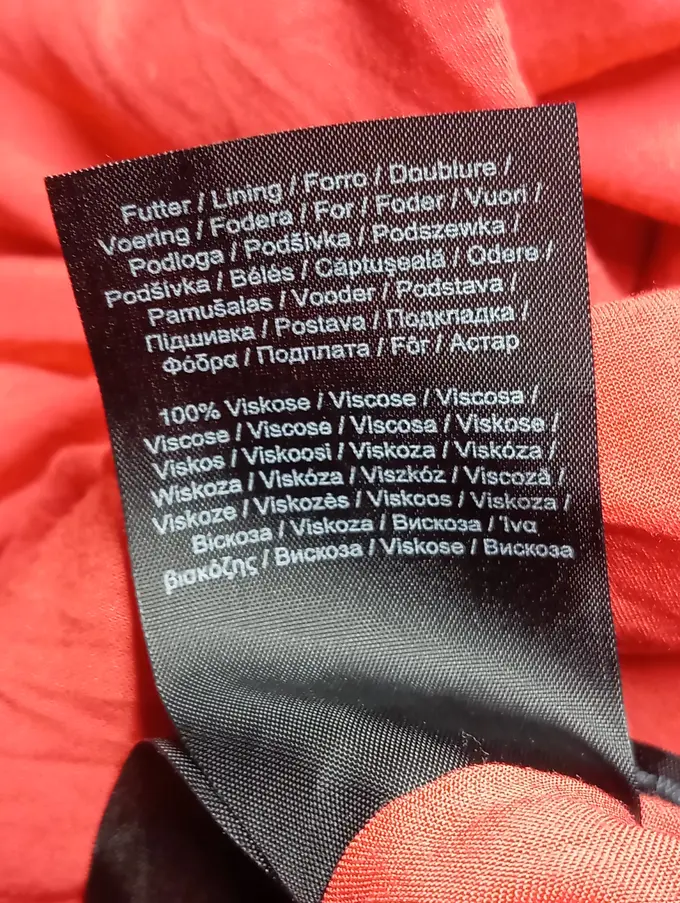 Futter / Lining / Forro / Doublure /
Voering / Fodera / For / Foder / Vuori /
Podloga / Podšívka / Podszewka /
Podšivka / Bélés / Căptușeală / Odere /
Pamušalas / Vooder / Podstava /
Підшивка / Postava / Подкладка /
Φόδρα / Подплата / Fôr / Астар
100% Viskose / Viscose / Viscosa /
Viscose / Viscose / Viscosa / Viskose /
Viskos / Viskoosi / Viskoza / Viskóza /
Wiskoza / Viskóza / Viszkóz / Viscoză /
Viskoze / Viskozės / Viskoos / Viskoza /
Віскоза / Viskoza / Вискоза / Ίνα
βισκόζης / Вискоза / Viskose / Вискоза